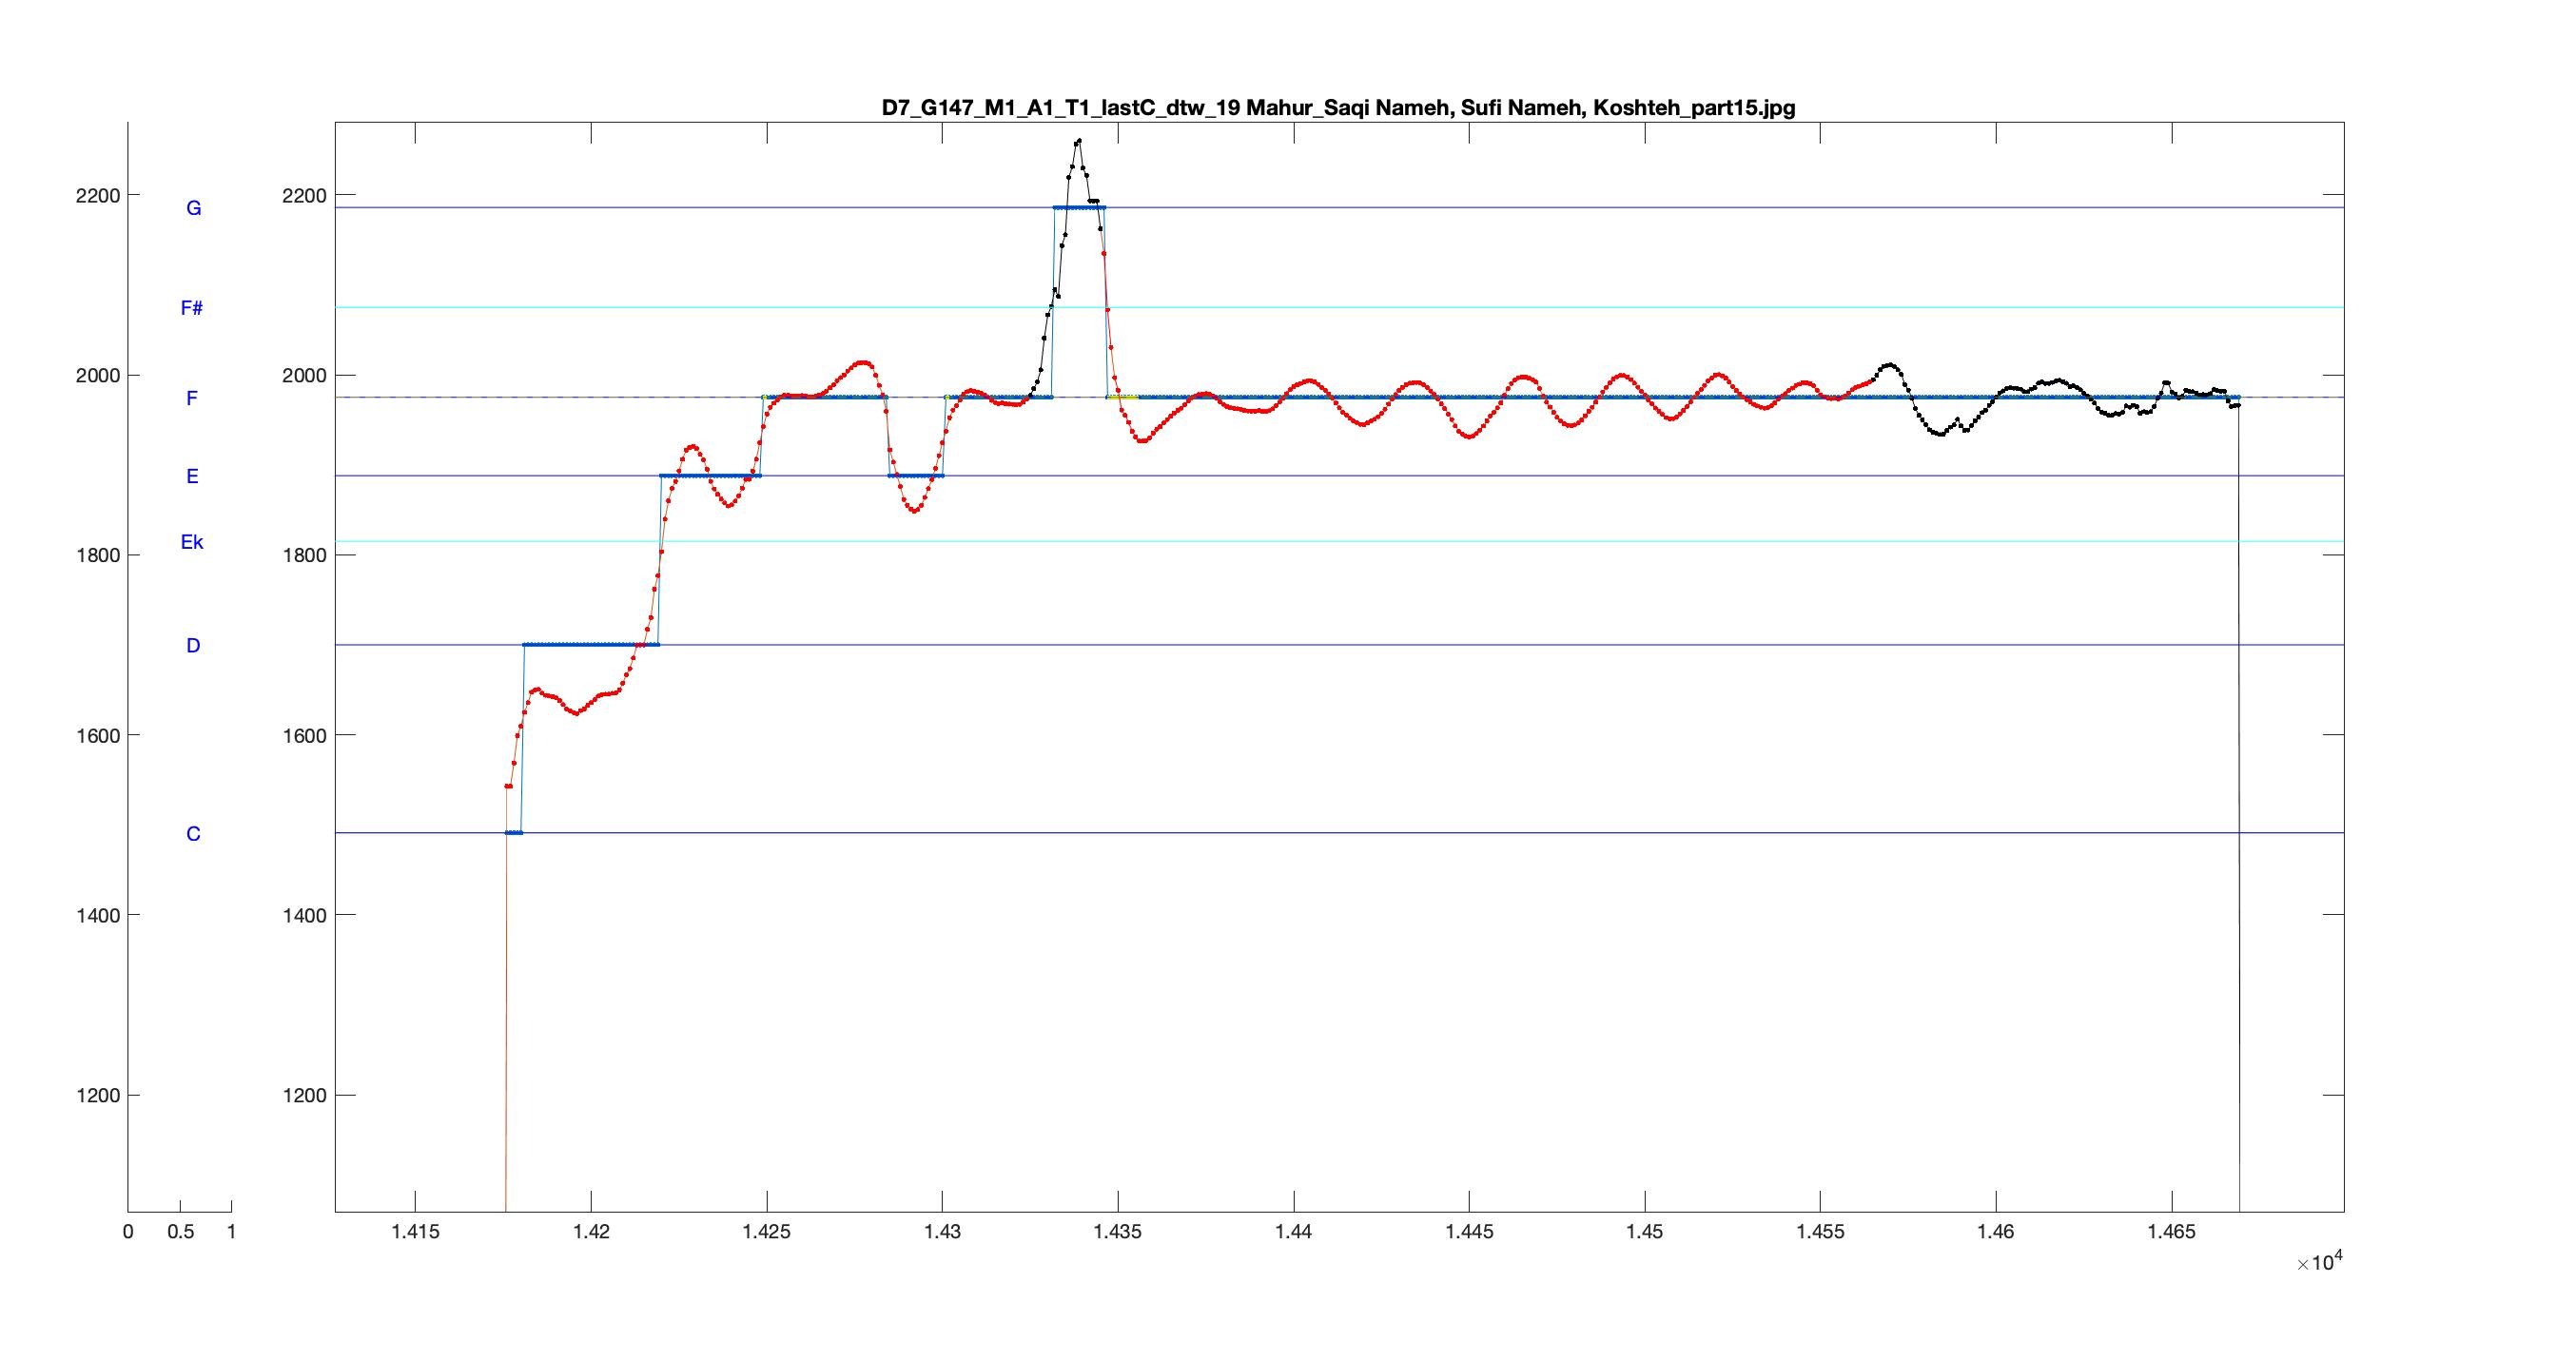 D7_G147_M1_A1_T1_lastC_dtw_19 Mahur_Saqi Nameh, Sufi Nameh, Koshteh_part15.jpg
2200 G 2200
F#
2000 2000
F
E
Ek
1800 1800
D
1600 1600
C
1400 1400
1200 1200
0 0.5 1 1.415 1.42 1.425 1.43 1.435 1.44 1.445 1.45 1.455 1.46 1.465
×10⁴